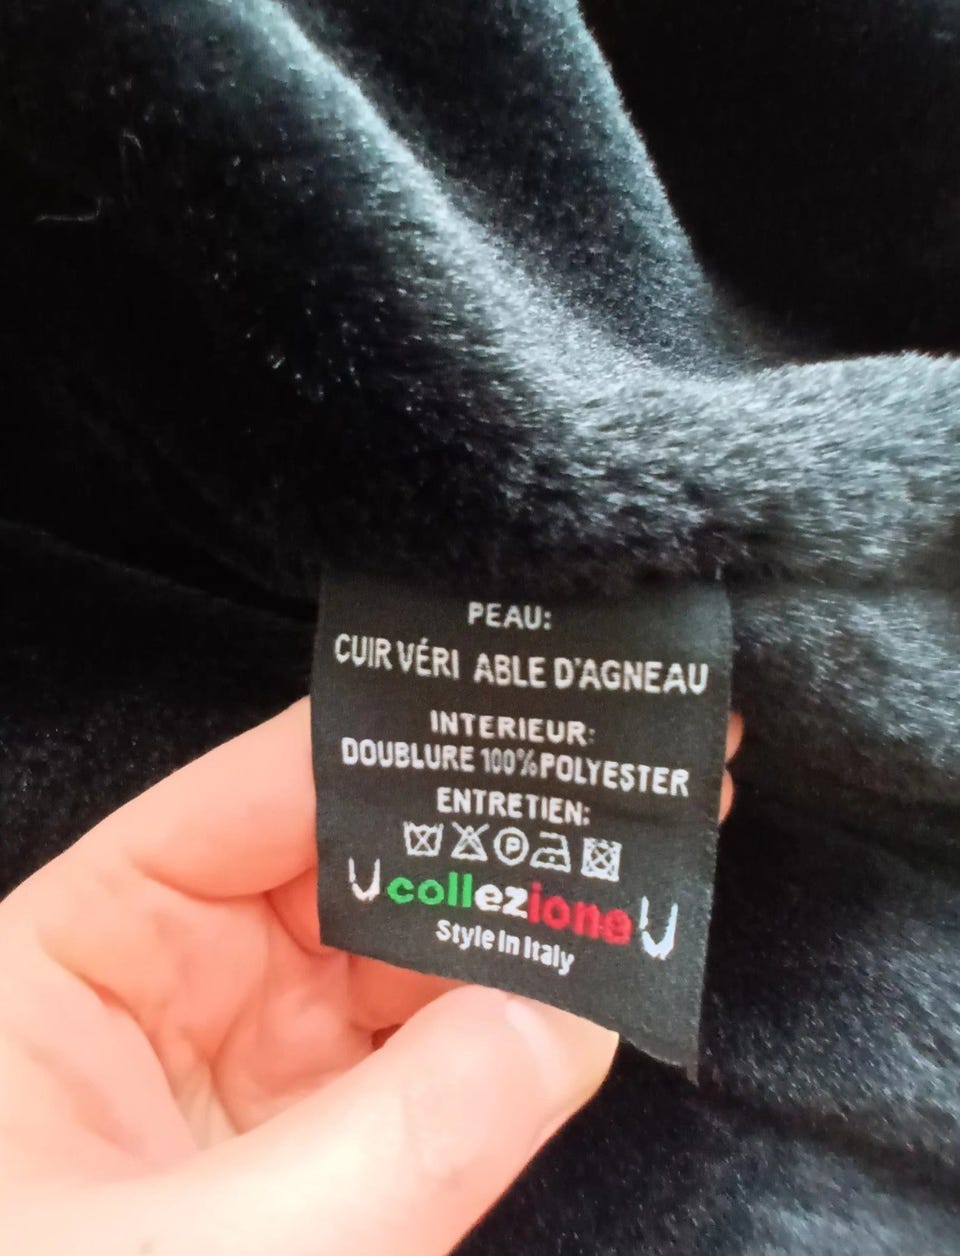 PEAU:
CUIR VÉRI ABLE D'AGNEAU
INTERIEUR:
DOUBLURE 100% POLYESTER
ENTRETIEN:
P
collezione
Style In Italy